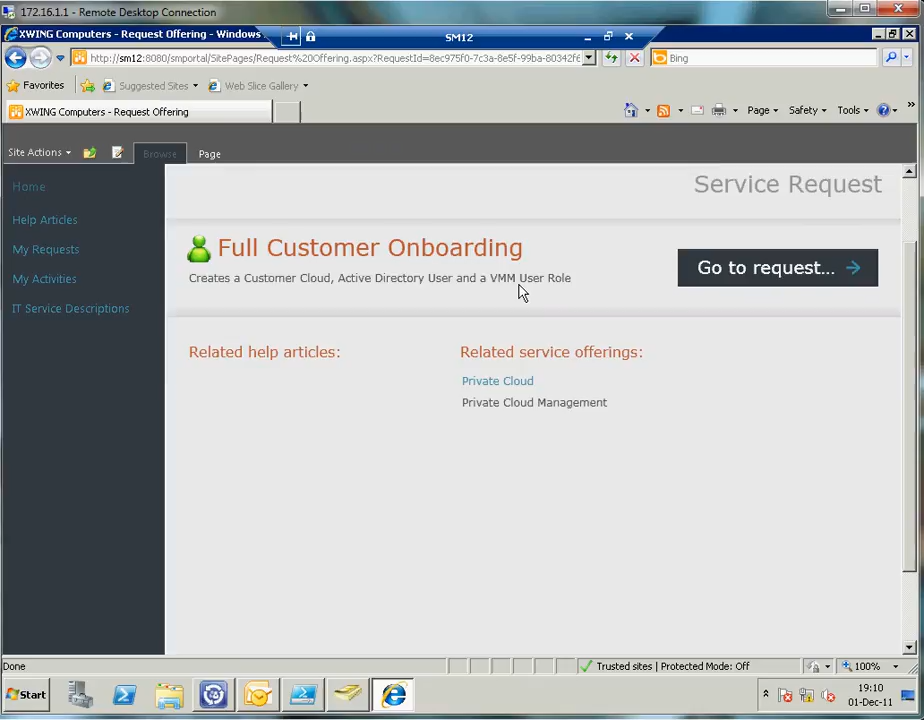 172.16.1.1 - Remote Desktop Connection
XWING Computers - Request Offering - Windows
SM12
http://sm12:8080/smportal/SitePages/Request%20Offering.aspx?RequestId=8ec975f0-7c3a-8e5f-99ba-80342f6
Bing
Favorites
Suggested Sites
Web Slice Gallery
XWING Computers - Request Offering
Page
Safety
Tools
»
Site Actions
Browse
Page
Service Request
Home
Help Articles
My Requests
My Activities
IT Service Descriptions
Full Customer Onboarding
Creates a Customer Cloud, Active Directory User and a VMM User Role
Go to request...
Related help articles:
Related service offerings:
Private Cloud
Private Cloud Management
Done
Trusted sites | Protected Mode: Off
100%
Start
19:10
01-Dec-11